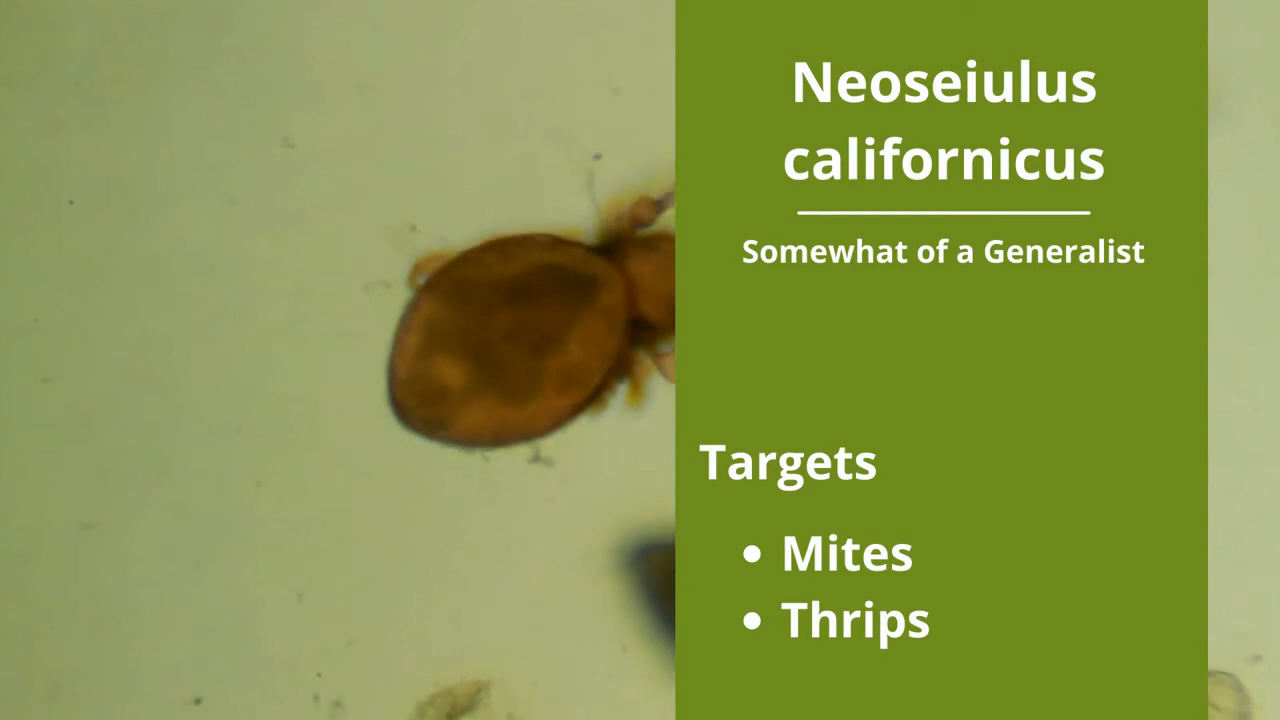 Neoseiulus
californicus
Somewhat of a Generalist
Targets
• Mites
• Thrips